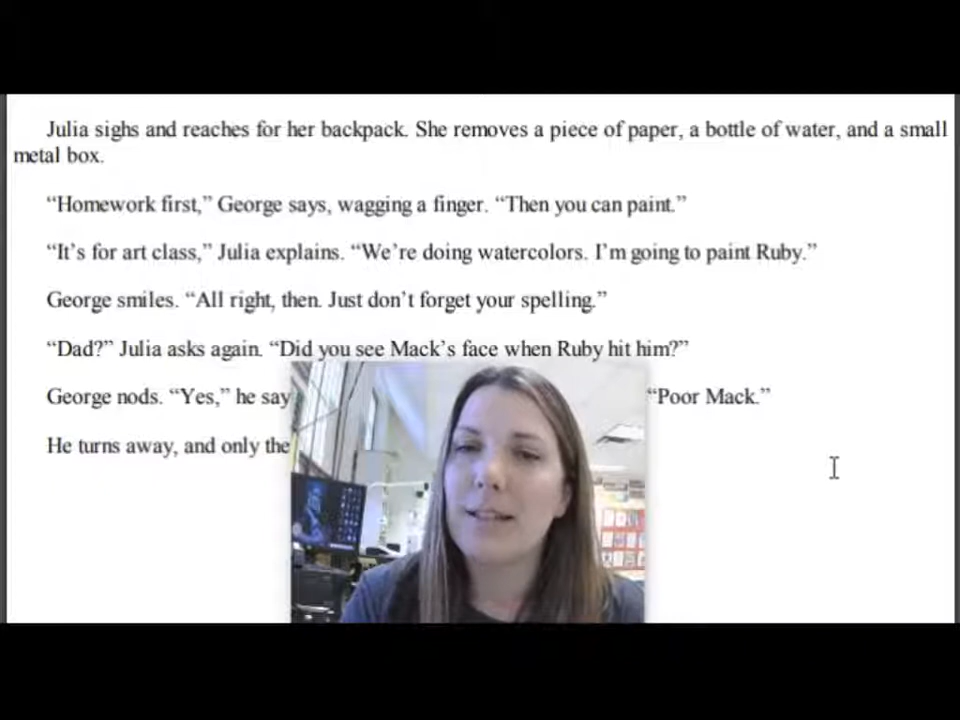 Julia sighs and reaches for her backpack. She removes a piece of paper, a bottle of water, and a small
metal box.
“Homework first,” George says, wagging a finger. “Then you can paint.”
“It’s for art class,” Julia explains. “We’re doing watercolors. I’m going to paint Ruby.”
George smiles. “All right, then. Just don’t forget your spelling.”
“Dad?” Julia asks again. “Did you see Mack’s face when Ruby hit him?”
George nods. “Yes,” he say “Poor Mack.”
He turns away, and only the